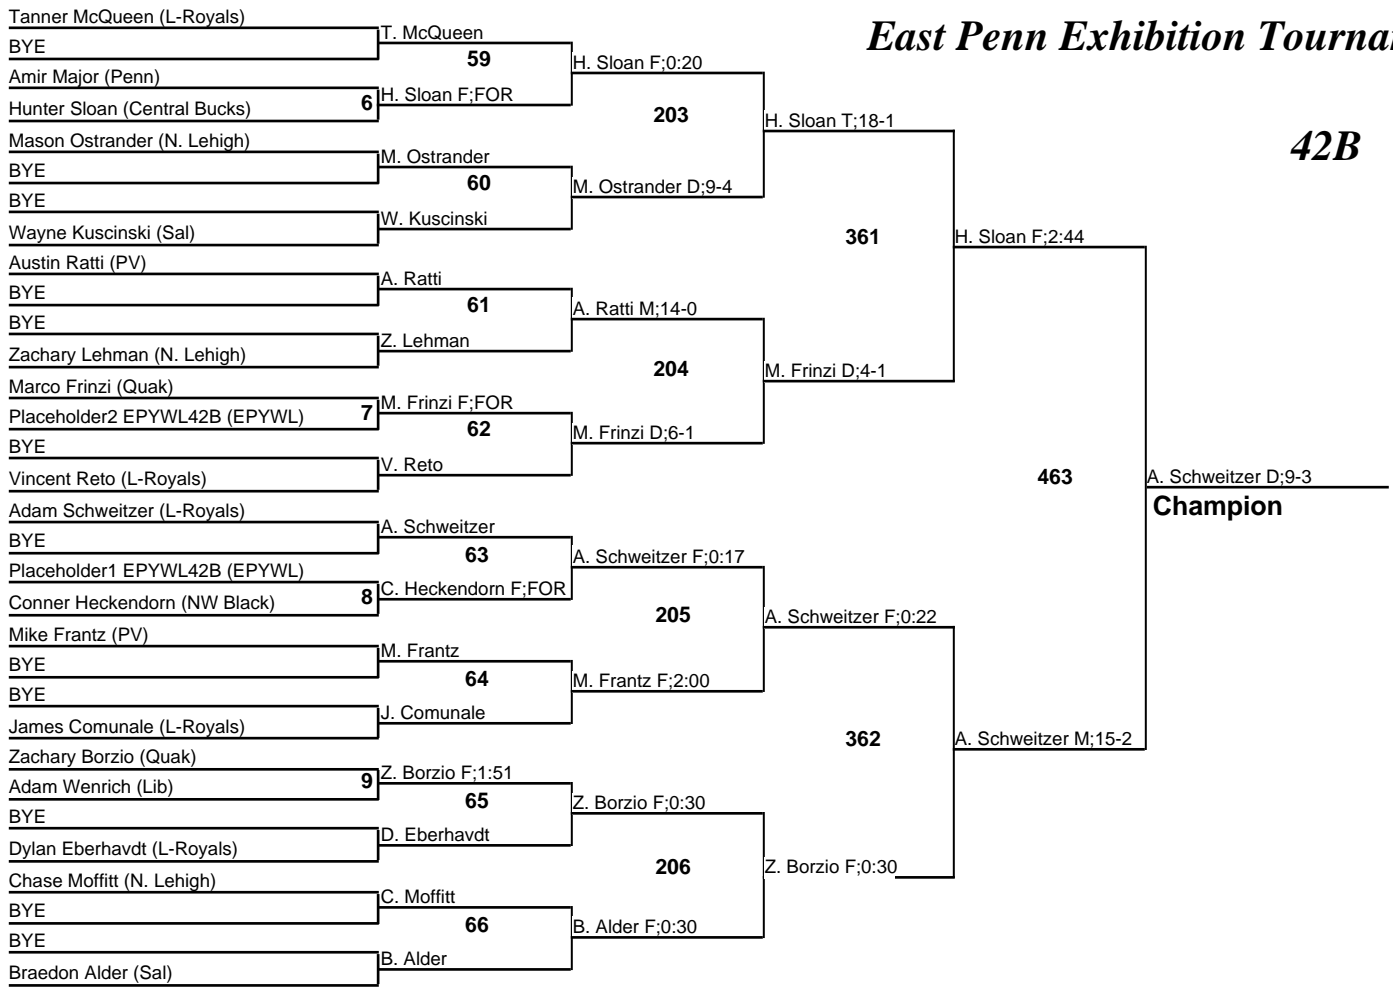 East Penn Exhibition Tourna
42B
Tanner McQueen (L-Royals)
BYE
Amir Major (Penn)
Hunter Sloan (Central Bucks)
Mason Ostrander (N. Lehigh)
BYE
BYE
Wayne Kuscinski (Sal)
Austin Ratti (PV)
BYE
BYE
Zachary Lehman (N. Lehigh)
Marco Frinzi (Quak)
Placeholder2 EPYWL42B (EPYWL)
BYE
Vincent Reto (L-Royals)
Adam Schweitzer (L-Royals)
BYE
Placeholder1 EPYWL42B (EPYWL)
Conner Heckendorn (NW Black)
Mike Frantz (PV)
BYE
BYE
James Comunale (L-Royals)
Zachary Borzio (Quak)
Adam Wenrich (Lib)
BYE
Dylan Eberhavdt (L-Royals)
Chase Moffitt (N. Lehigh)
BYE
BYE
Braedon Alder (Sal)
6
7
8
9
T. McQueen
59
H. Sloan F;FOR
M. Ostrander
60
W. Kuscinski
A. Ratti
61
Z. Lehman
M. Frinzi F;FOR
62
V. Reto
A. Schweitzer
63
C. Heckendorn F;FOR
M. Frantz
64
J. Comunale
Z. Borzio F;1:51
65
D. Eberhavdt
C. Moffitt
66
B. Alder
H. Sloan F;0:20
203
M. Ostrander D;9-4
A. Ratti M;14-0
204
M. Frinzi D;6-1
A. Schweitzer F;0:17
205
M. Frantz F;2:00
Z. Borzio F;0:30
206
B. Alder F;0:30
H. Sloan T;18-1
361
M. Frinzi D;4-1
A. Schweitzer F;0:22
362
Z. Borzio F;0:30
H. Sloan F;2:44
463
A. Schweitzer M;15-2
A. Schweitzer D;9-3
Champion